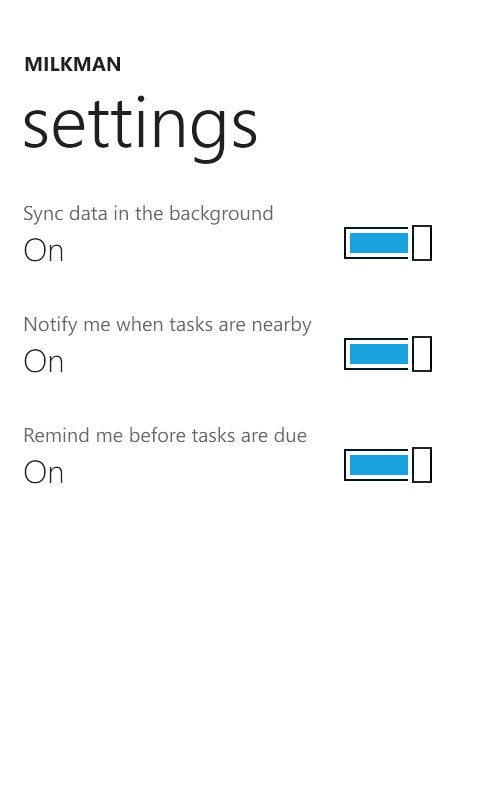 MILKMAN
settings
Sync data in the background
On
Notify me when tasks are nearby
On
Remind me before tasks are due
On